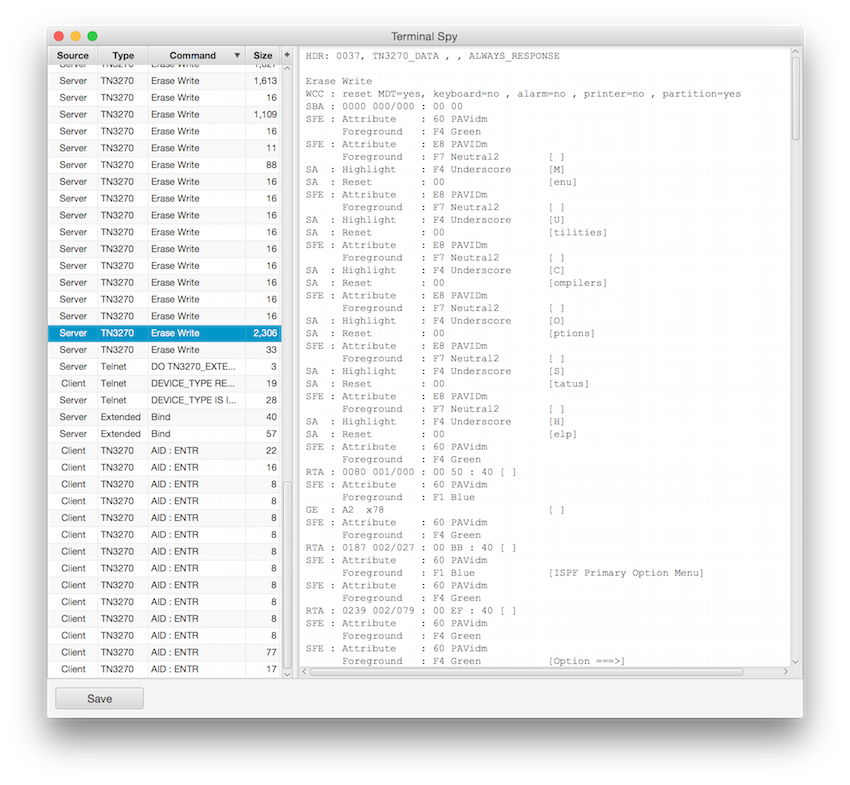 Terminal Spy
Source Type Command ▼ Size +
Server TN3270 Erase Write 1,327
Server TN3270 Erase Write 1,613
Server TN3270 Erase Write 16
Server TN3270 Erase Write 1,109
Server TN3270 Erase Write 16
Server TN3270 Erase Write 11
Server TN3270 Erase Write 88
Server TN3270 Erase Write 16
Server TN3270 Erase Write 16
Server TN3270 Erase Write 16
Server TN3270 Erase Write 16
Server TN3270 Erase Write 16
Server TN3270 Erase Write 16
Server TN3270 Erase Write 16
Server TN3270 Erase Write 16
Server TN3270 Erase Write 16
Server TN3270 Erase Write 2,306
Server TN3270 Erase Write 33
Server Telnet DO TN3270_EXTE... 3
Client Telnet DEVICE_TYPE RE... 19
Server Telnet DEVICE_TYPE IS I... 28
Server Extended Bind 40
Server Extended Bind 57
Client TN3270 AID : ENTR 22
Client TN3270 AID : ENTR 16
Client TN3270 AID : ENTR 8
Client TN3270 AID : ENTR 8
Client TN3270 AID : ENTR 8
Client TN3270 AID : ENTR 8
Client TN3270 AID : ENTR 8
Client TN3270 AID : ENTR 8
Client TN3270 AID : ENTR 8
Client TN3270 AID : ENTR 8
Client TN3270 AID : ENTR 8
Client TN3270 AID : ENTR 8
Client TN3270 AID : ENTR 77
Client TN3270 AID : ENTR 17
HDR: 0037, TN3270_DATA , , ALWAYS_RESPONSE
Erase Write
WCC : reset MDT=yes, keyboard=no , alarm=no , printer=no , partition=yes
SBA : 0000 000/000 : 00 00
SFE : Attribute : 60 PAVidm
Foreground : F4 Green
SFE : Attribute : E8 PAVIDm
Foreground : F7 Neutral2 [ ]
SA : Highlight : F4 Underscore [M]
SA : Reset : 00 [enu]
SFE : Attribute : E8 PAVIDm
Foreground : F7 Neutral2 [ ]
SA : Highlight : F4 Underscore [U]
SA : Reset : 00 [tilities]
SFE : Attribute : E8 PAVIDm
Foreground : F7 Neutral2 [ ]
SA : Highlight : F4 Underscore [C]
SA : Reset : 00 [ompilers]
SFE : Attribute : E8 PAVIDm
Foreground : F7 Neutral2 [ ]
SA : Highlight : F4 Underscore [O]
SA : Reset : 00 [ptions]
SFE : Attribute : E8 PAVIDm
Foreground : F7 Neutral2 [ ]
SA : Highlight : F4 Underscore [S]
SA : Reset : 00 [tatus]
SFE : Attribute : E8 PAVIDm
Foreground : F7 Neutral2 [ ]
SA : Highlight : F4 Underscore [H]
SA : Reset : 00 [elp]
SFE : Attribute : 60 PAVidm
Foreground : F4 Green
RTA : 0080 001/000 : 00 50 : 40 [ ]
SFE : Attribute : 60 PAVidm
Foreground : F1 Blue
GE : A2 x78 [ ]
SFE : Attribute : 60 PAVidm
Foreground : F4 Green
RTA : 0187 002/027 : 00 BB : 40 [ ]
SFE : Attribute : 60 PAVidm
Foreground : F1 Blue [ISPF Primary Option Menu]
SFE : Attribute : 60 PAVidm
Foreground : F4 Green
RTA : 0239 002/079 : 00 EF : 40 [ ]
SFE : Attribute : 60 PAVidm
Foreground : F4 Green
SFE : Attribute : 60 PAVidm
Foreground : F4 Green [Option ===>]
Save